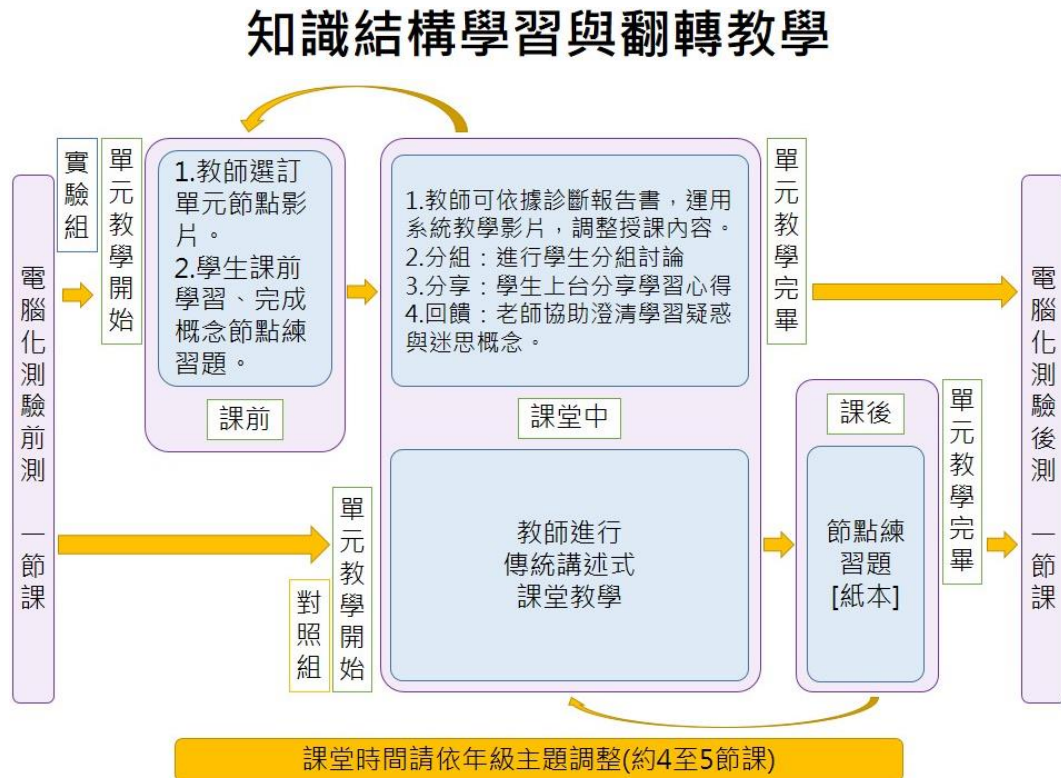 知識結構學習與翻轉教學
電腦化測驗前測 一節課
實驗組
單元教學開始
1.教師選訂
單元節點影
片。
2.學生課前
學習、完成
概念節點練
習題。
課前
1.教師可依據診斷報告書，運用
系統教學影片，調整授課內容。
2.分組：進行學生分組討論
3.分享：學生上台分享學習心得
4.回饋：老師協助澄清學習疑惑
與迷思概念。
課堂中
單元教學完畢
對照組
單元教學開始
教師進行
傳統講述式
課堂教學
課後
節點練
習題
[紙本]
單元教學完畢
電腦化測驗後測 一節課
課堂時間請依年級主題調整(約4至5節課)